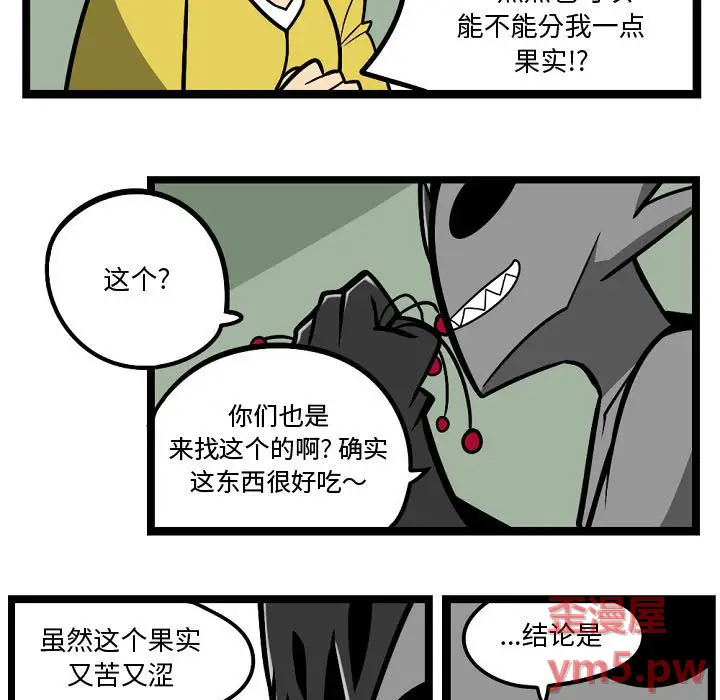 能不能分我一点
果实!?
这个?
你们也是
来找这个的啊? 确实
这东西很好吃～
虽然这个果实
又苦又涩
...结论是
歪漫屋
ym5.pw